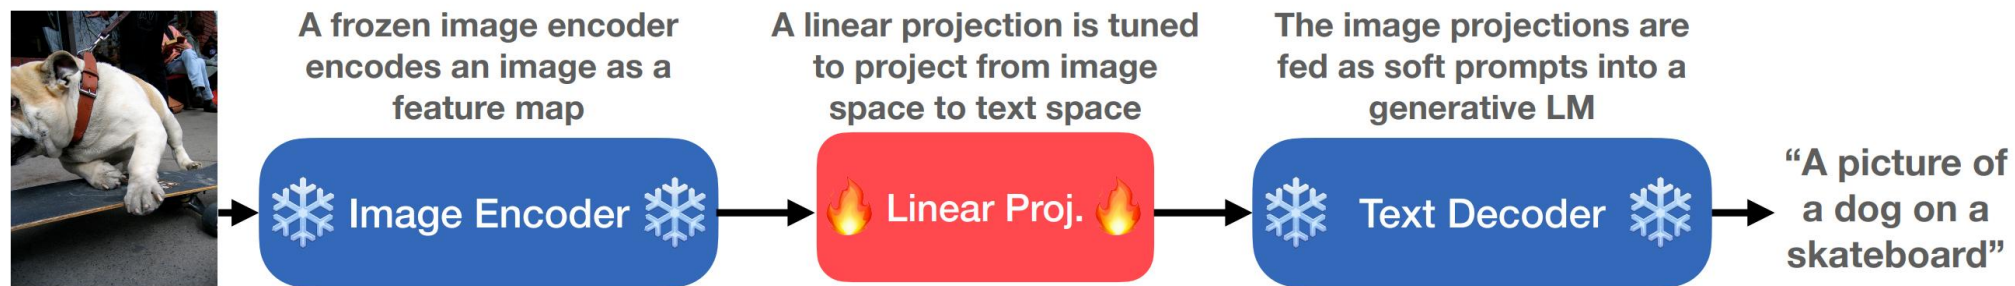 A frozen image encoder
encodes an image as a
feature map
A linear projection is tuned
to project from image
space to text space
The image projections are
fed as soft prompts into a
generative LM
Image Encoder
Linear Proj.
Text Decoder
“A picture of
a dog on a
skateboard”